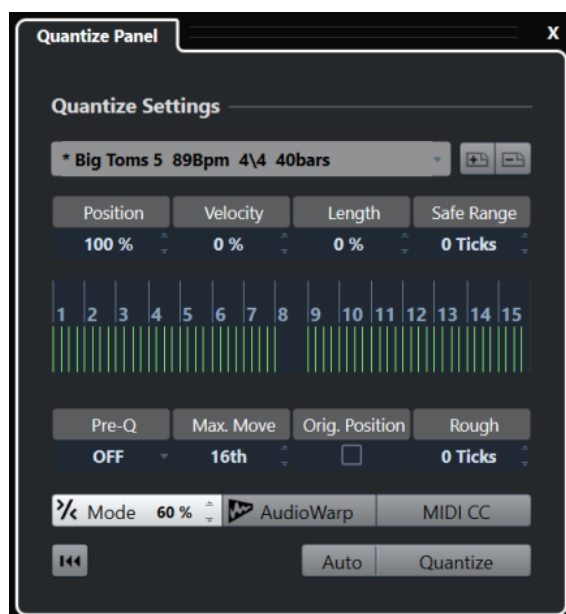 Quantize Panel X
Quantize Settings
* Big Toms 5 89Bpm 4\4 40bars
Position Velocity Length Safe Range
100 % 0 % 0 % 0 Ticks
1 2 3 4 5 6 7 8 9 10 11 12 13 14 15
Pre-Q Max. Move Orig. Position Rough
OFF 16th 0 Ticks
Mode 60 % AudioWarp MIDI CC
Auto Quantize